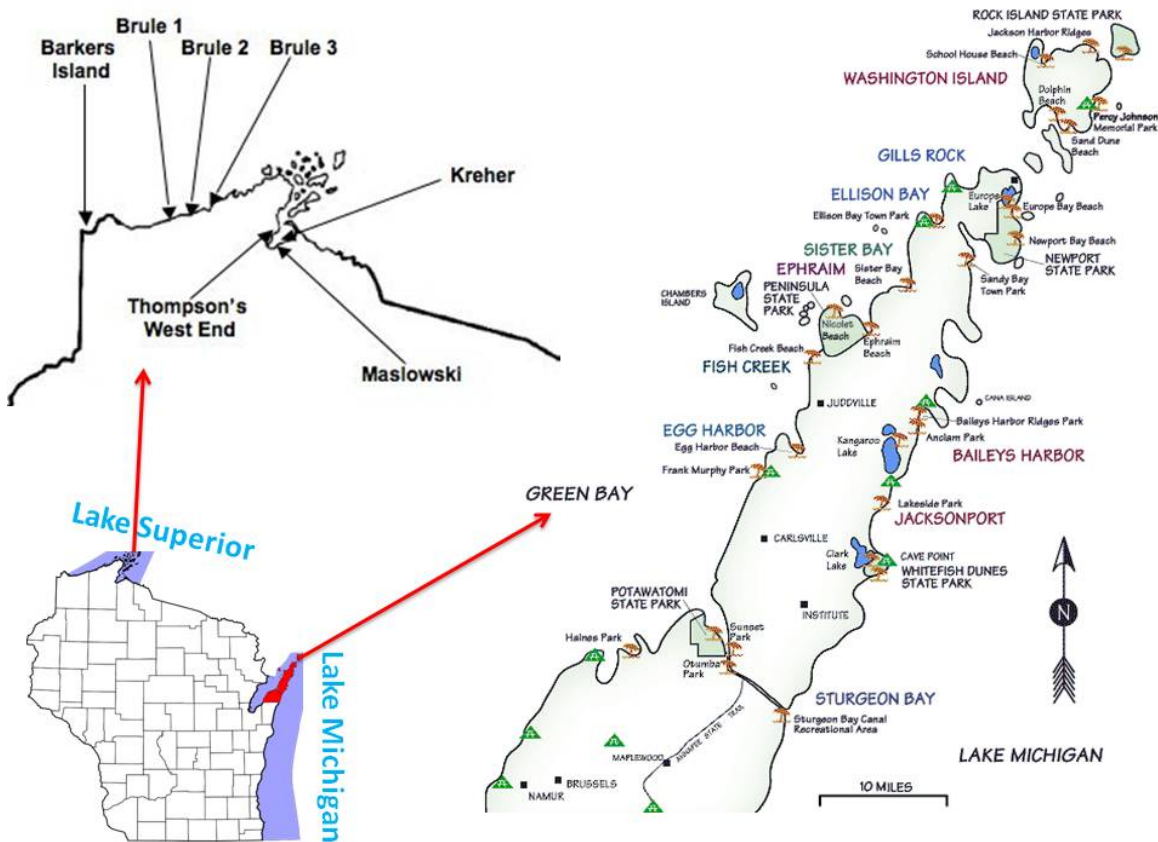 Brule 1
Barkers
Island
Brule 2
Brule 3
Kreher
Thompson's
West End
Maslowski
Lake Superior
Lake Michigan
ROCK ISLAND STATE PARK
Jackson Harbor Ridges
School House Beach
WASHINGTON ISLAND
Dolphin
Beach
Percy Johnson
Memorial Park
Sand Dune
Beach
GILLS ROCK
ELLISON BAY
Europe
Lake
Europe Bay Beach
Ellison Bay Town Park
Newport Bay Beach
SISTER BAY
NEWPORT
STATE PARK
EPHRAIM
Sister Bay
Beach
Sandy Bay
Town Park
PENINSULA
STATE
PARK
CHAMBERS
ISLAND
Nicolet
Beach
Ephraim
Beach
Fish Creek Beach
FISH CREEK
CANA ISLAND
JUDDVILLE
Baileys Harbor Ridges Park
EGG HARBOR
Anclam Park
Kangaroo
Lake
Egg Harbor Beach
BAILEYS HARBOR
Frank Murphy Park
GREEN BAY
Lakeside Park
JACKSONPORT
CARLSVILLE
Clark
Lake
CAVE POINT
WHITEFISH DUNES
STATE PARK
POTAWATOMI
STATE PARK
INSTITUTE
N
Haines Park
Sunset
Park
Otumba
Park
STURGEON BAY
Sturgeon Bay Canal
Recreational Area
AHNAPEE STATE TRAIL
MAPLEWOOD
LAKE MICHIGAN
BRUSSELS
NAMUR
10 MILES